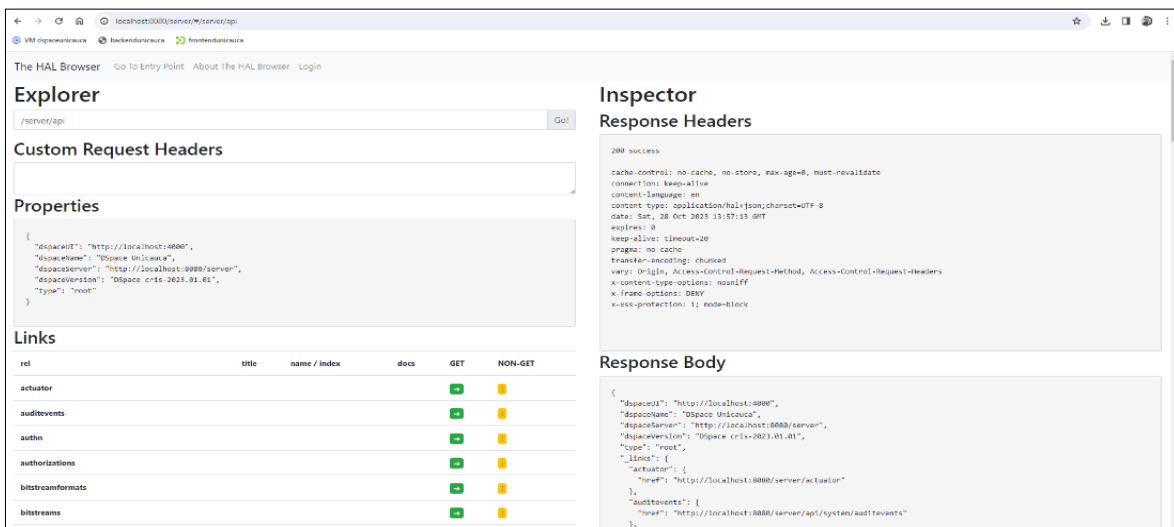 localhost:8080/server/#/server/api
VM dspaceunicauca backendunicauca frontendunicauca
The HAL Browser Go To Entry Point About The HAL Browser Login
Explorer
/server/api Go!
Custom Request Headers
Properties
{
"dspaceUI": "http://localhost:4000",
"dspaceName": "DSpace Unicauca",
"dspaceServer": "http://localhost:8080/server",
"dspaceVersion": "DSpace cris-2023.01.01",
"type": "root"
}
Links
rel title name / index docs GET NON-GET
actuator
auditevents
authn
authorizations
bitstreamformats
bitstreams
Inspector
Response Headers
200 success
cache-control: no-cache, no-store, max-age=0, must-revalidate
connection: keep-alive
content-language: en
content-type: application/hal+json;charset=UTF-8
date: Sat, 28 Oct 2023 13:57:13 GMT
expires: 0
keep-alive: timeout=20
pragma: no-cache
transfer-encoding: chunked
vary: Origin, Access-Control-Request-Method, Access-Control-Request-Headers
x-content-type-options: nosniff
x-frame-options: DENY
x-xss-protection: 1; mode=block
Response Body
{
"dspaceUI": "http://localhost:4000",
"dspaceName": "DSpace Unicauca",
"dspaceServer": "http://localhost:8080/server",
"dspaceVersion": "DSpace cris-2023.01.01",
"type": "root",
"_links": {
"actuator": {
"href": "http://localhost:8080/server/actuator"
},
"auditevents": {
"href": "http://localhost:8080/server/api/system/auditevents"
},